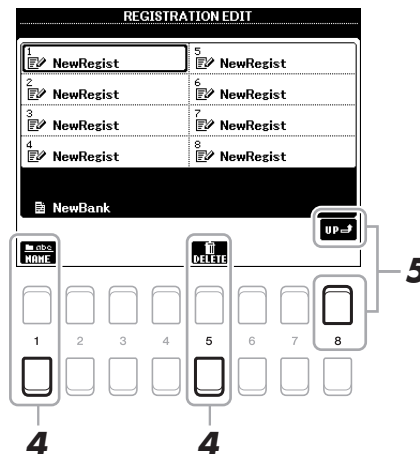 REGISTRATION EDIT
1 NewRegist
5 NewRegist
2 NewRegist
6 NewRegist
3 NewRegist
7 NewRegist
4 NewRegist
8 NewRegist
NewBank
UP
abc
NAME
DELETE
5
1 2 3 4 5 6 7 8
4 4